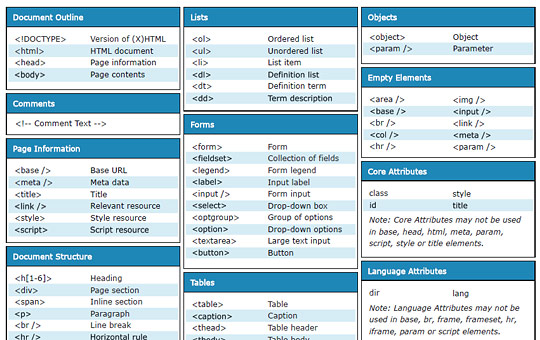 Document Outline
<!DOCTYPE> Version of (X)HTML
<html> HTML document
<head> Page information
<body> Page contents
Comments
<!-- Comment Text -->
Page Information
<base /> Base URL
<meta /> Meta data
<title> Title
<link /> Relevant resource
<style> Style resource
<script> Script resource
Document Structure
<h[1-6]> Heading
<div> Page section
<span> Inline section
<p> Paragraph
<br /> Line break
<hr /> Horizontal rule
Lists
<ol> Ordered list
<ul> Unordered list
<li> List item
<dl> Definition list
<dt> Definition term
<dd> Term description
Forms
<form> Form
<fieldset> Collection of fields
<legend> Form legend
<label> Input label
<input /> Form input
<select> Drop-down box
<optgroup> Group of options
<option> Drop-down options
<textarea> Large text input
<button> Button
Tables
<table> Table
<caption> Caption
<thead> Table header
<tbody> Table body
Objects
<object> Object
<param /> Parameter
Empty Elements
<area /> <img />
<base /> <input />
<br /> <link />
<col /> <meta />
<hr /> <param />
Core Attributes
class style
id title
Note: Core Attributes may not be used
in base, head, html, meta, param,
script, style or title elements.
Language Attributes
dir lang
Note: Language Attributes may not be
used in base, br, frame, frameset, hr,
iframe, param or script elements.